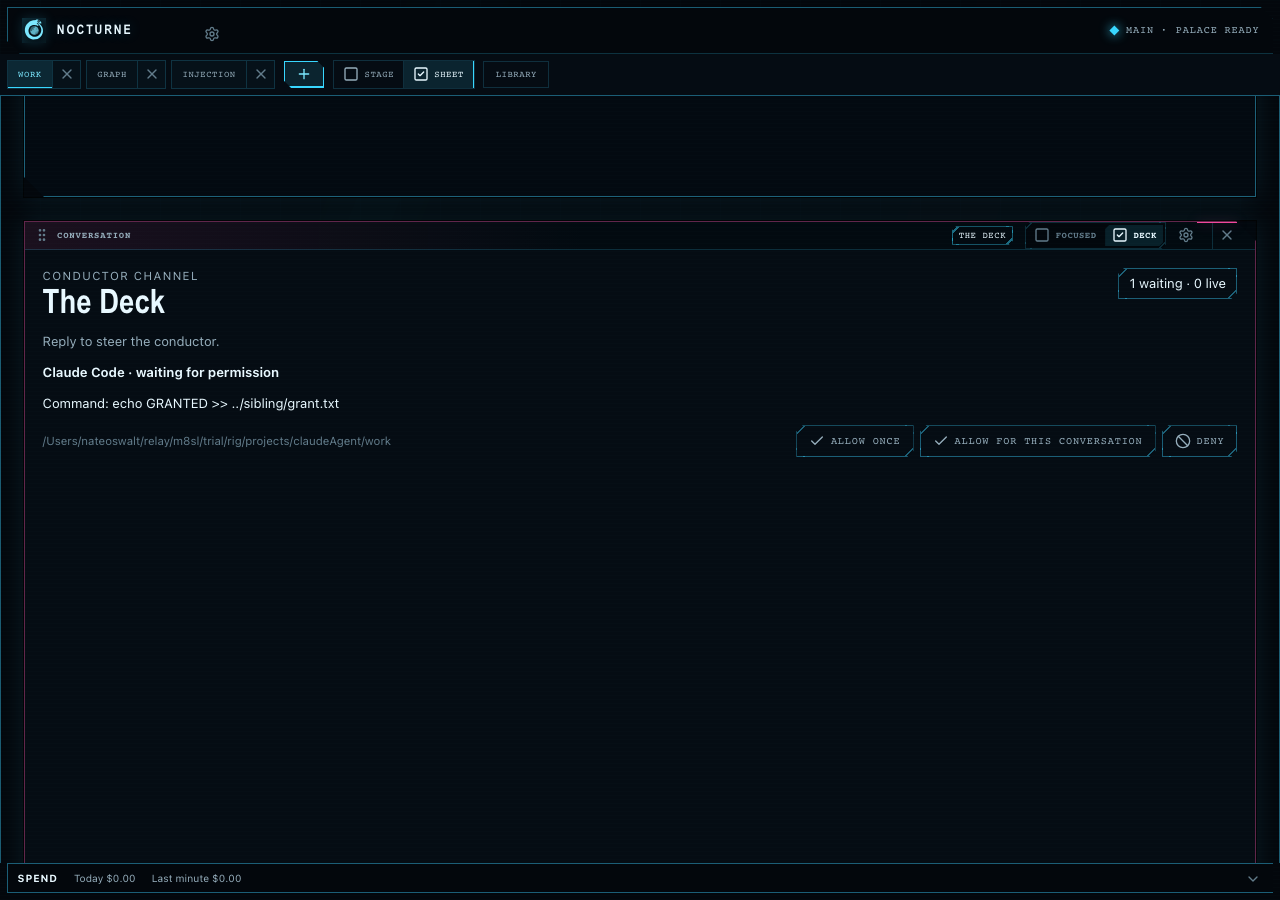 NOCTURNE
MAIN · PALACE READY
WORK
GRAPH
INJECTION
STAGE
SHEET
LIBRARY
CONVERSATION
THE DECK
FOCUSED
DECK
CONDUCTOR CHANNEL
The Deck
1 waiting · 0 live
Reply to steer the conductor.
Claude Code · waiting for permission
Command: echo GRANTED >> ../sibling/grant.txt
/Users/nateoswalt/relay/m8sl/trial/rig/projects/claudeAgent/work
ALLOW ONCE
ALLOW FOR THIS CONVERSATION
DENY
SPEND Today $0.00 Last minute $0.00